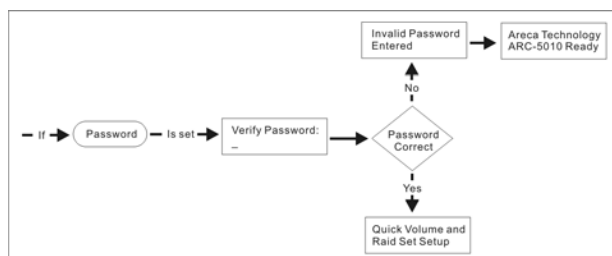 Invalid Password
Entered
Areca Technology
ARC-5010 Ready
No
If
Password
Is set
Verify Password:
_
Password
Correct
Yes
Quick Volume and
Raid Set Setup